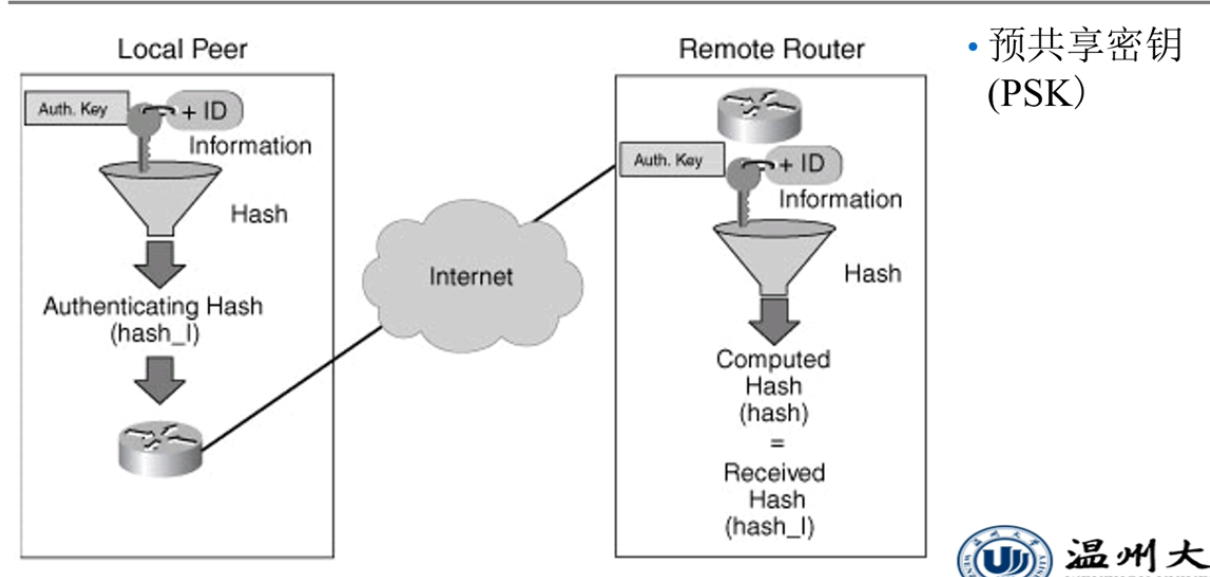 Local Peer
Auth. Key
+ ID
Information
Hash
Authenticating Hash
(hash_I)
Internet
Remote Router
Auth. Key
+ ID
Information
Hash
Computed
Hash
(hash)
=
Received
Hash
(hash_I)
• 预共享密钥
(PSK）
温州大